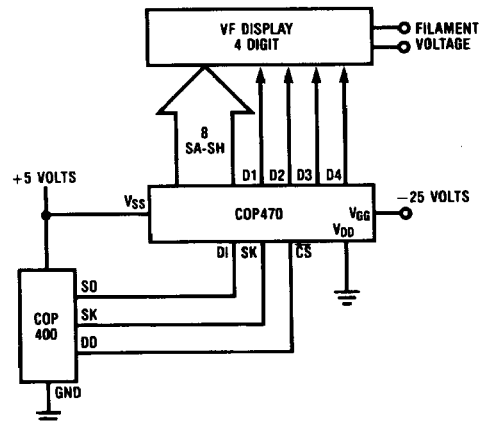 VF DISPLAY
4 DIGIT
FILAMENT
VOLTAGE
8
SA-SH
D1 D2 D3 D4
+5 VOLTS
VSS
COP470
VGG
−25 VOLTS
VDD
DI SK C̅S̅
COP
400
SO
SK
DO
GND